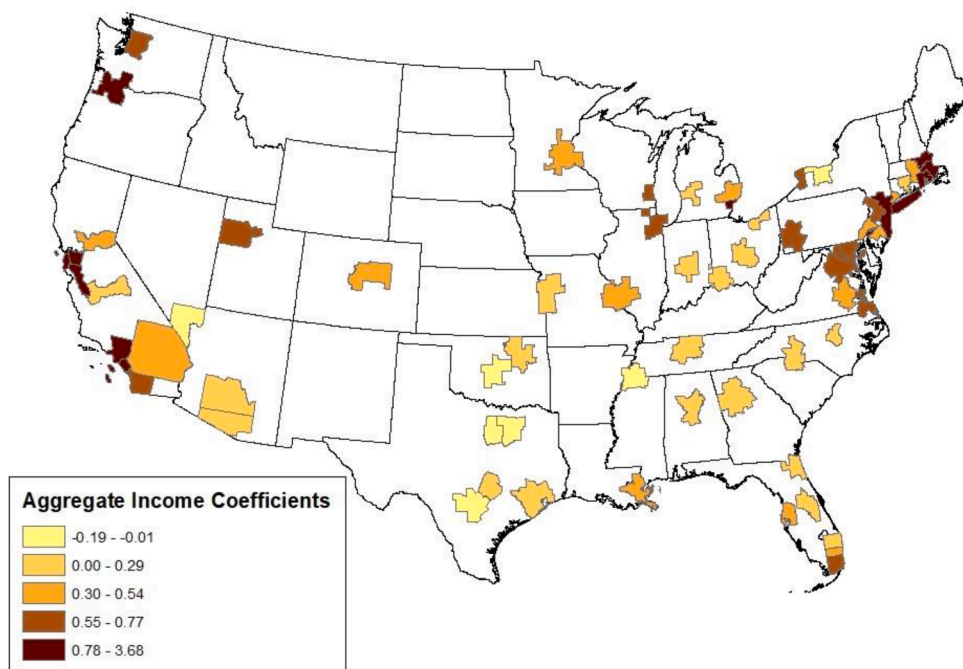 Aggregate Income Coefficients
-0.19 - -0.01
0.00 - 0.29
0.30 - 0.54
0.55 - 0.77
0.78 - 3.68